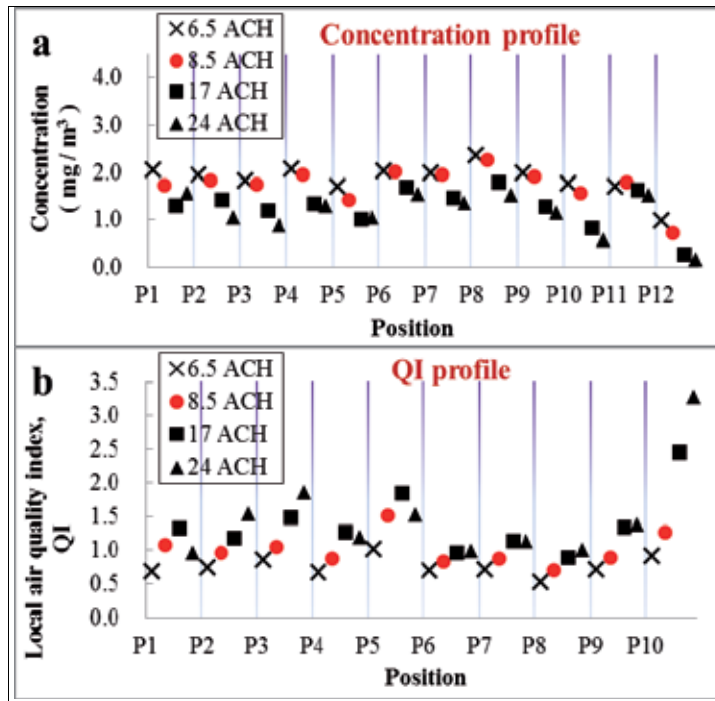 a
Concentration profile
6.5 ACH
8.5 ACH
17 ACH
24 ACH
Concentration
( mg / m³ )
4.0
3.0
2.0
1.0
0.0
P1 P2 P3 P4 P5 P6 P7 P8 P9 P10 P11 P12
Position
b
QI profile
6.5 ACH
8.5 ACH
17 ACH
24 ACH
Local air quality index,
QI
3.5
3.0
2.5
2.0
1.5
1.0
0.5
0.0
P1 P2 P3 P4 P5 P6 P7 P8 P9 P10
Position